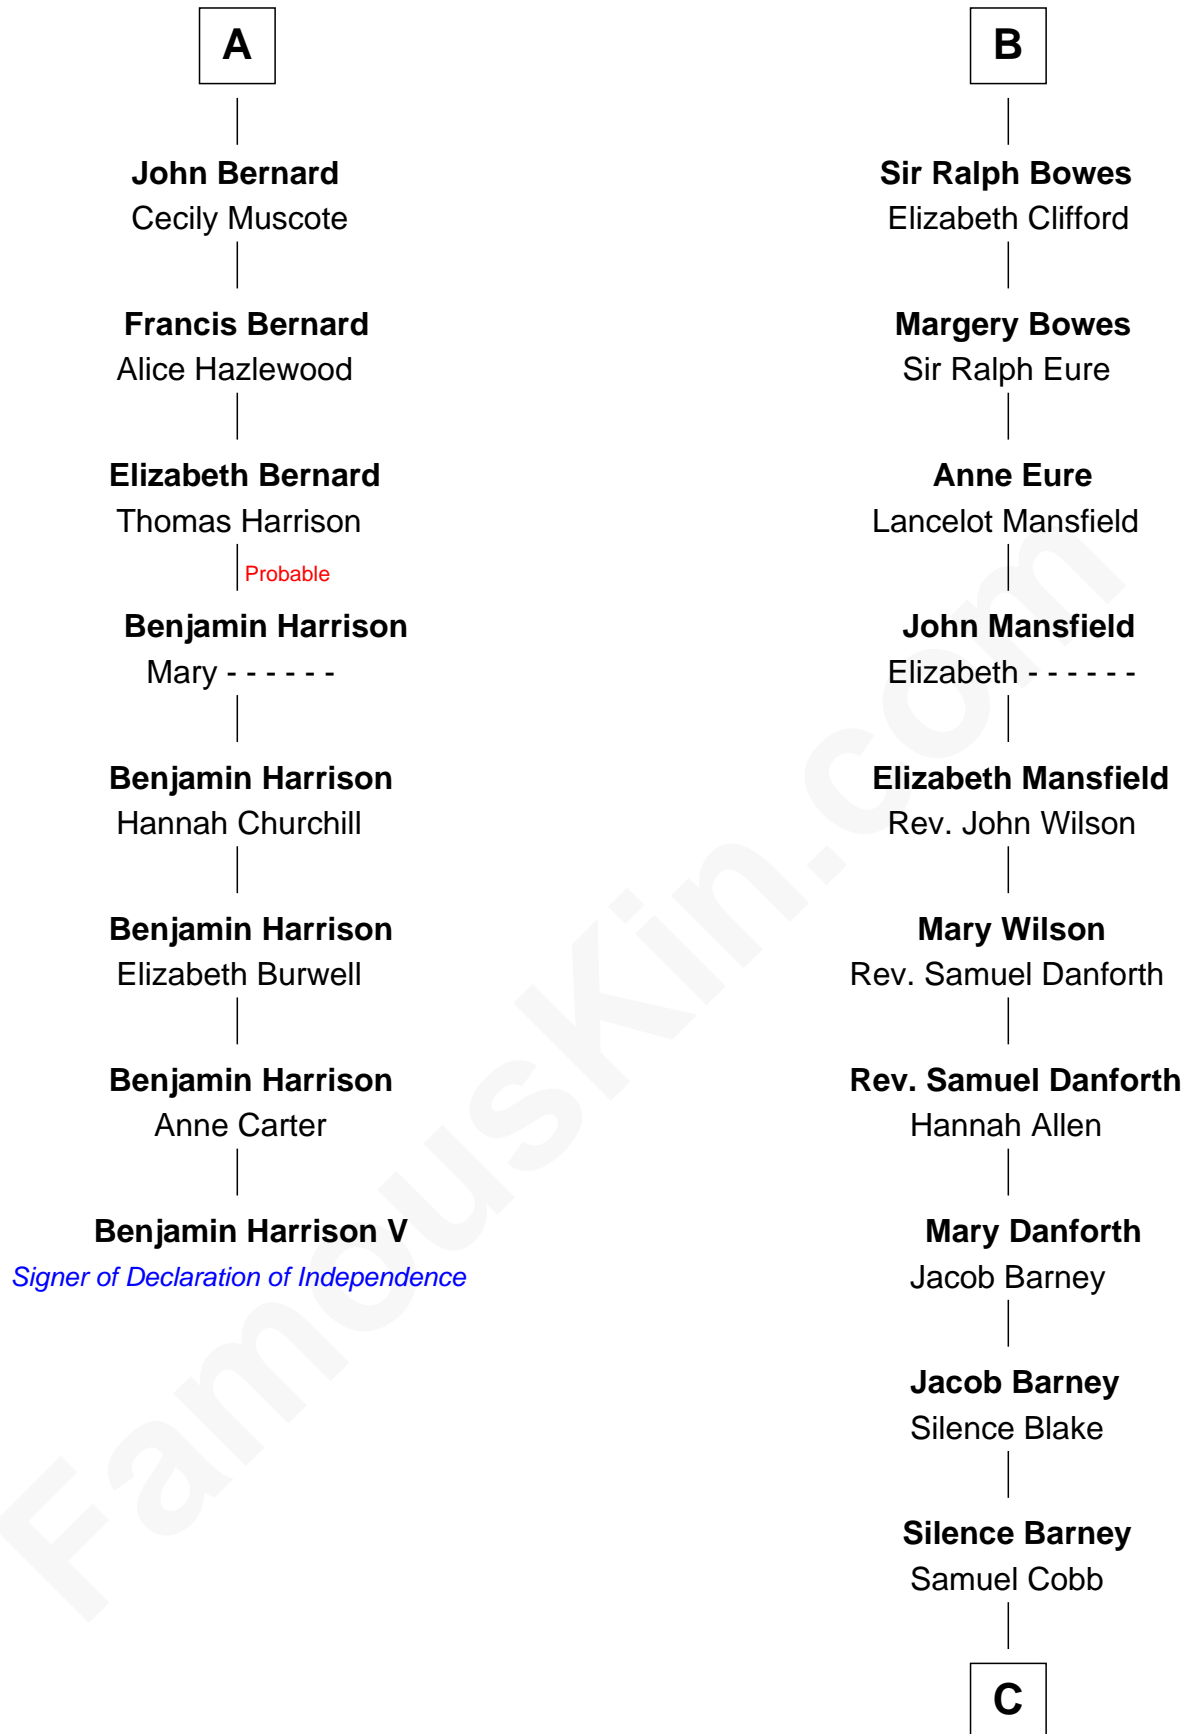 A
John Bernard
Cecily Muscote
Francis Bernard
Alice Hazlewood
Elizabeth Bernard
Thomas Harrison
Probable
Benjamin Harrison
Mary - - - - - -
Benjamin Harrison
Hannah Churchill
Benjamin Harrison
Elizabeth Burwell
Benjamin Harrison
Anne Carter
Benjamin Harrison V
Signer of Declaration of Independence
B
Sir Ralph Bowes
Elizabeth Clifford
Margery Bowes
Sir Ralph Eure
Anne Eure
Lancelot Mansfield
John Mansfield
Elizabeth - - - - - -
Elizabeth Mansfield
Rev. John Wilson
Mary Wilson
Rev. Samuel Danforth
Rev. Samuel Danforth
Hannah Allen
Mary Danforth
Jacob Barney
Jacob Barney
Silence Blake
Silence Barney
Samuel Cobb
C
FamousKin.com